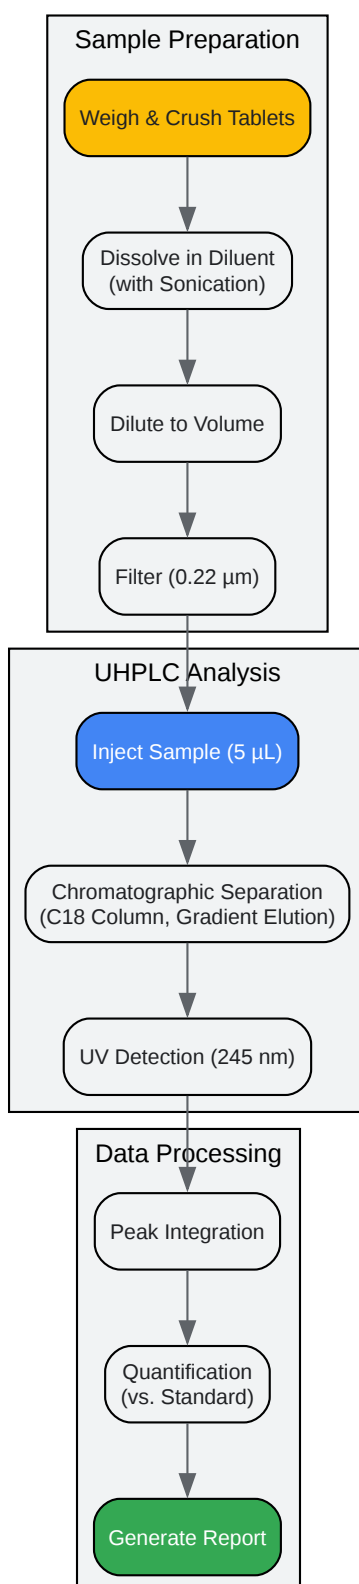 Sample Preparation
Weigh & Crush Tablets
Dissolve in Diluent
(with Sonication)
Dilute to Volume
Filter (0.22 µm)
UHPLC Analysis
Inject Sample (5 µL)
Chromatographic Separation
(C18 Column, Gradient Elution)
UV Detection (245 nm)
Data Processing
Peak Integration
Quantification
(vs. Standard)
Generate Report